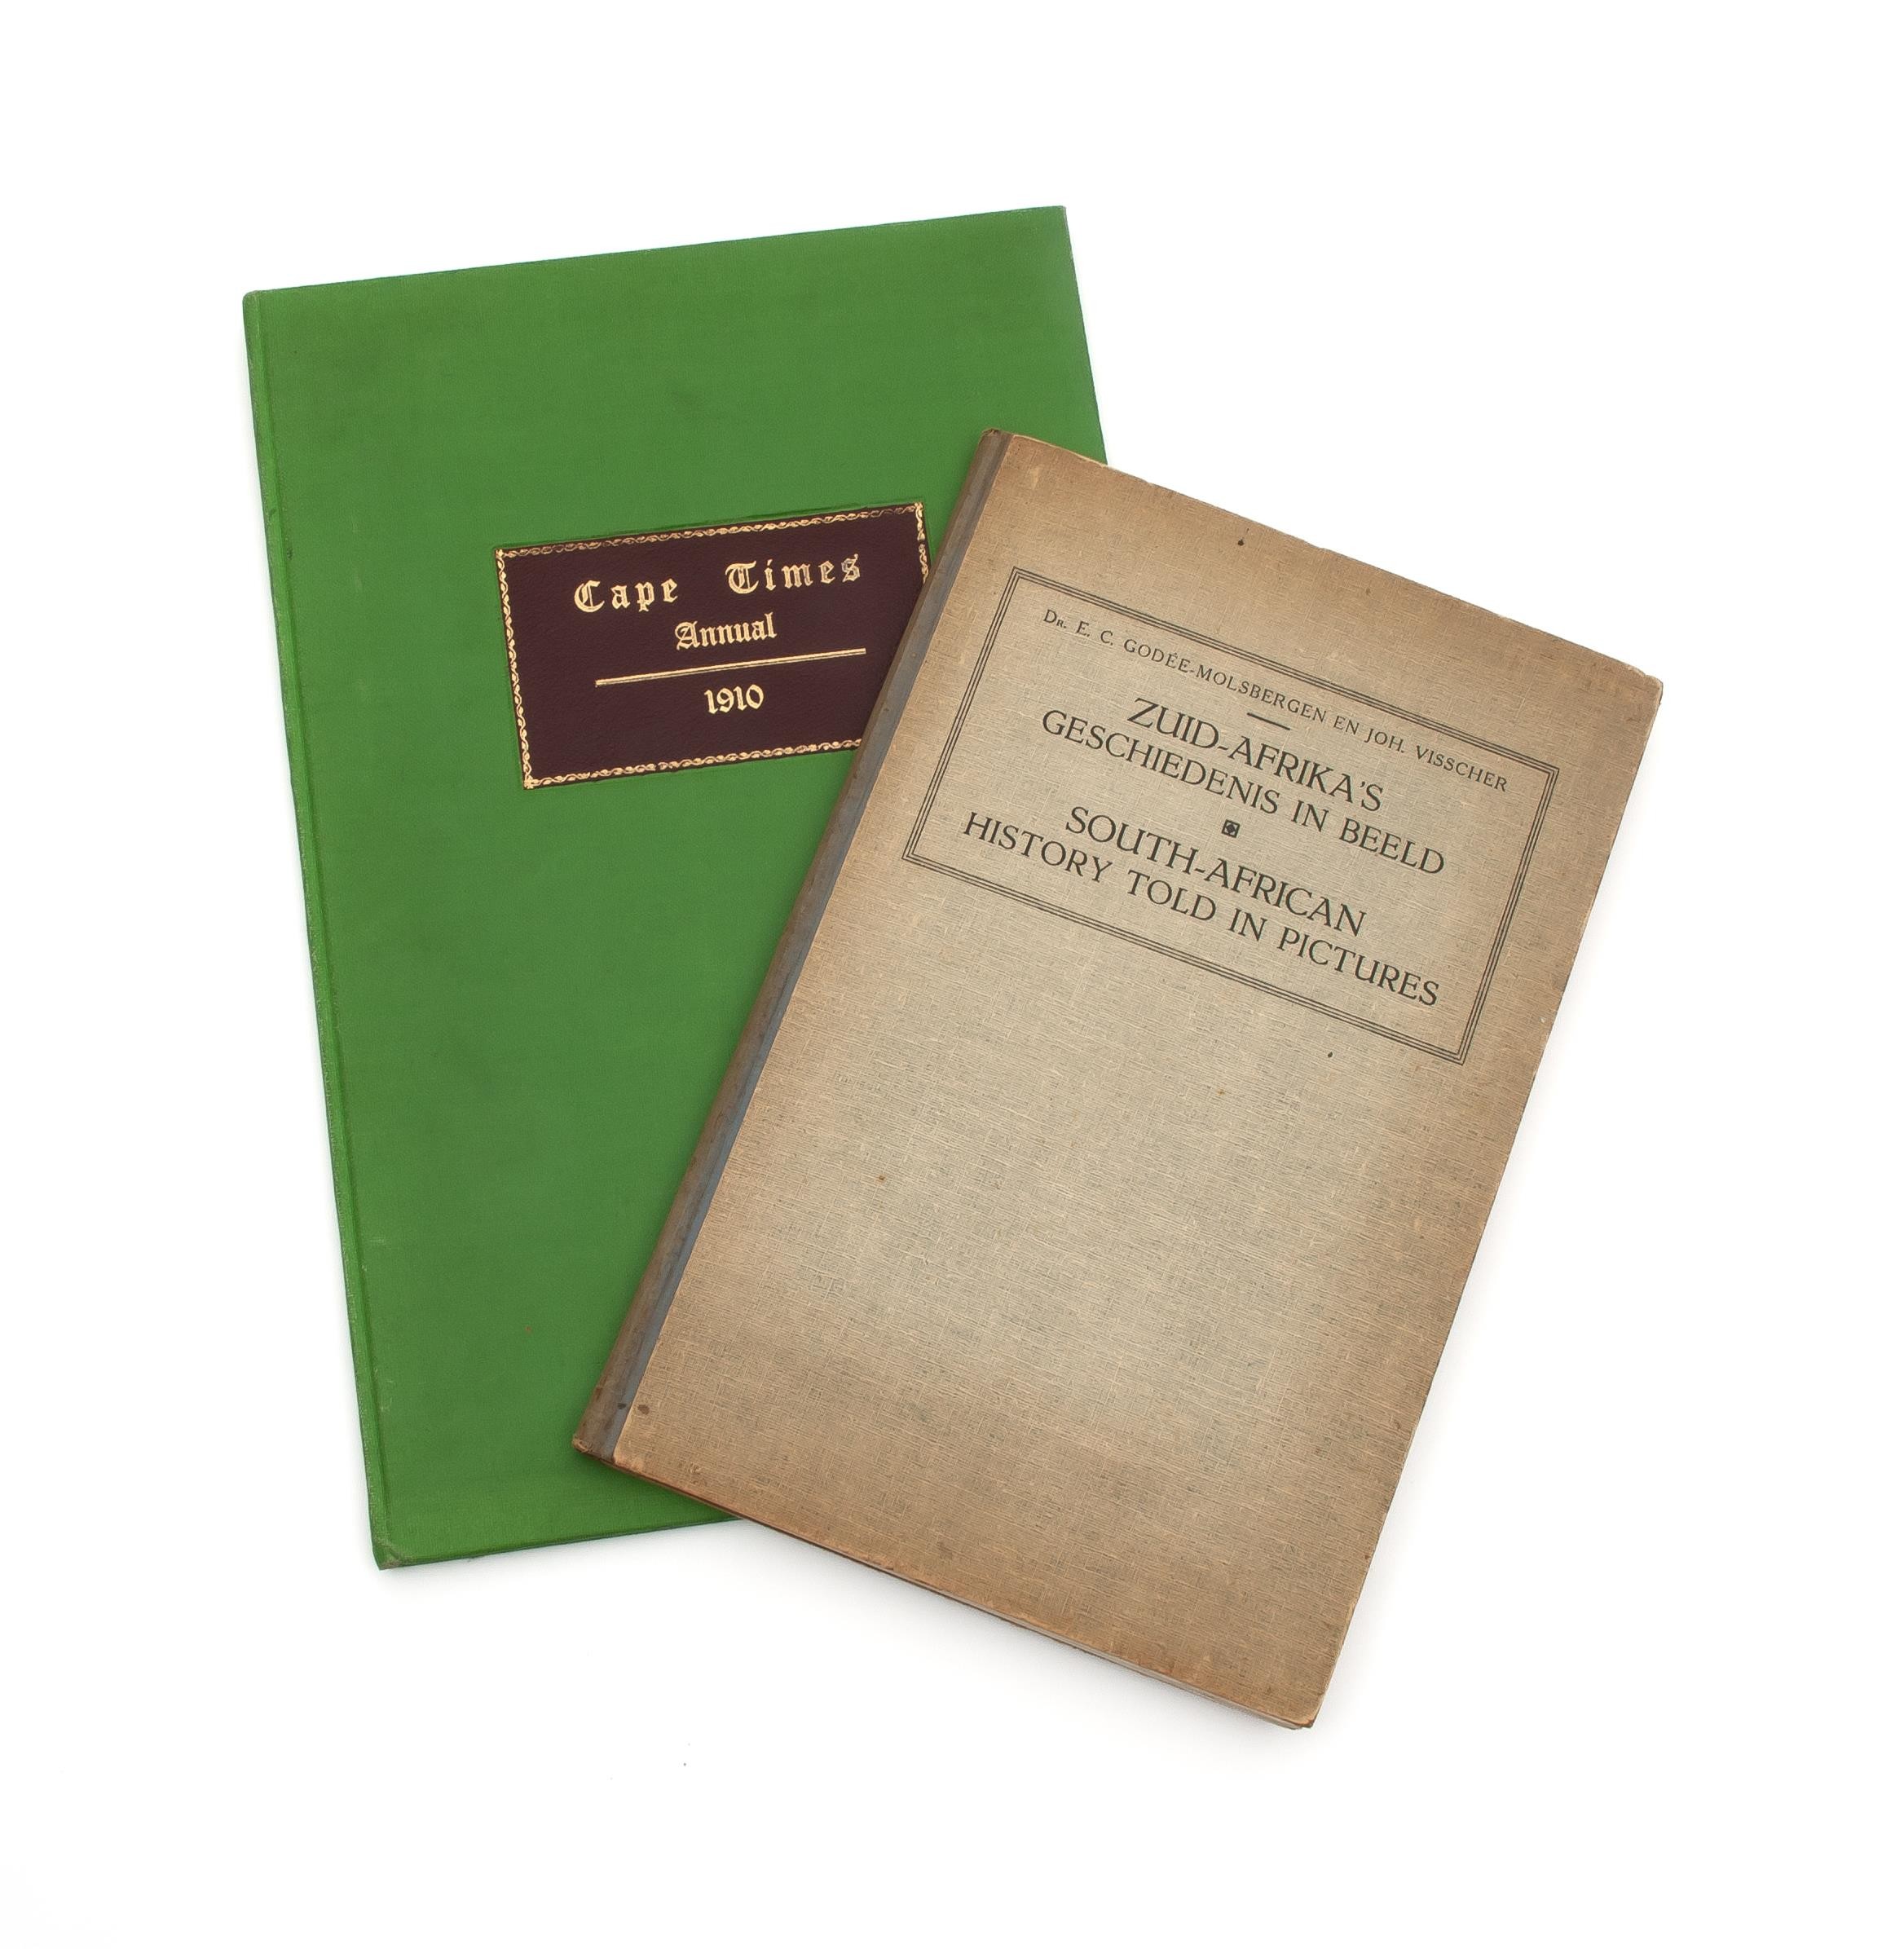 Cape Times
Annual
1910
Dr. E. C. GODÉE-MOLSBERGEN EN JOH. VISSCHER
ZUID-AFRIKA'S
GESCHIEDENIS IN BEELD
SOUTH-AFRICAN
HISTORY TOLD IN PICTURES